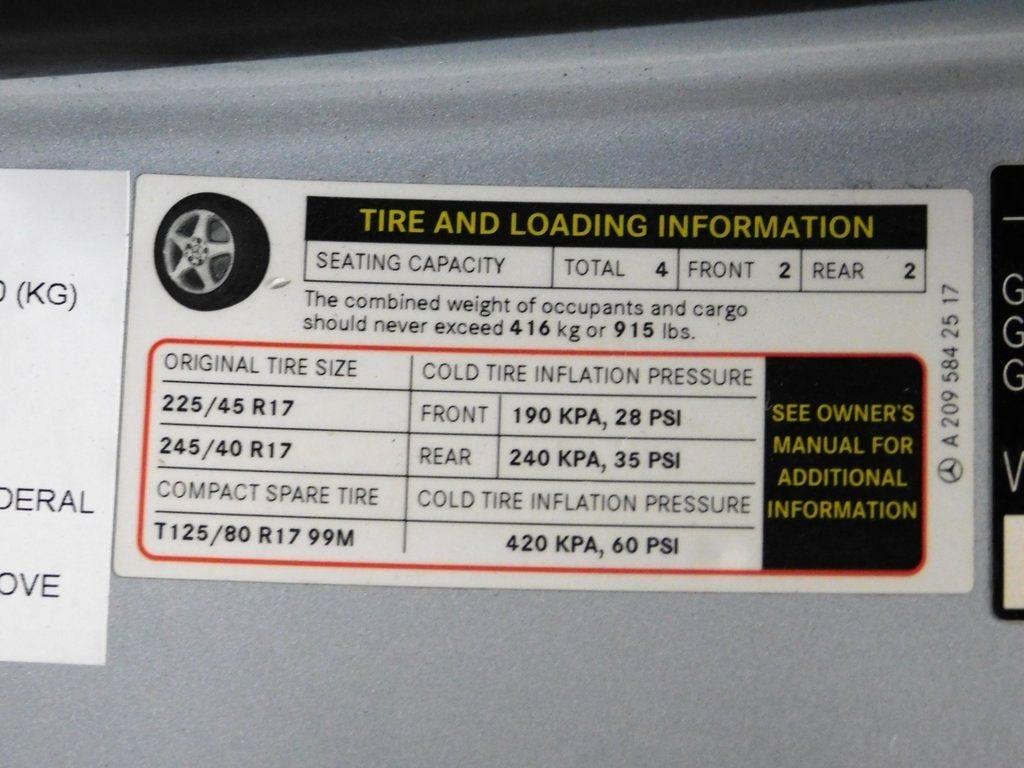 (KG)
DERAL
OVE
TIRE AND LOADING INFORMATION
SEATING CAPACITY TOTAL 4 FRONT 2 REAR 2
The combined weight of occupants and cargo
should never exceed 416 kg or 915 lbs.
ORIGINAL TIRE SIZE COLD TIRE INFLATION PRESSURE
225/45 R17 FRONT 190 KPA, 28 PSI
245/40 R17 REAR 240 KPA, 35 PSI
COMPACT SPARE TIRE COLD TIRE INFLATION PRESSURE
T125/80 R17 99M 420 KPA, 60 PSI
SEE OWNER'S
MANUAL FOR
ADDITIONAL
INFORMATION
A 209 584 25 17
G
G
G